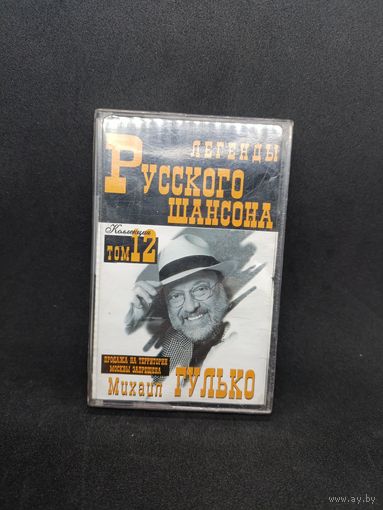 ЛЕГЕНДЫ
РУССКОГО
ШАНСОНА
Коллекция
ТОМ 12
ПРОДАЖА НА ТЕРРИТОРИИ
МОСКВЫ ЗАПРЕЩЕНА
Михаил ГУЛЬКО
www.ay.by